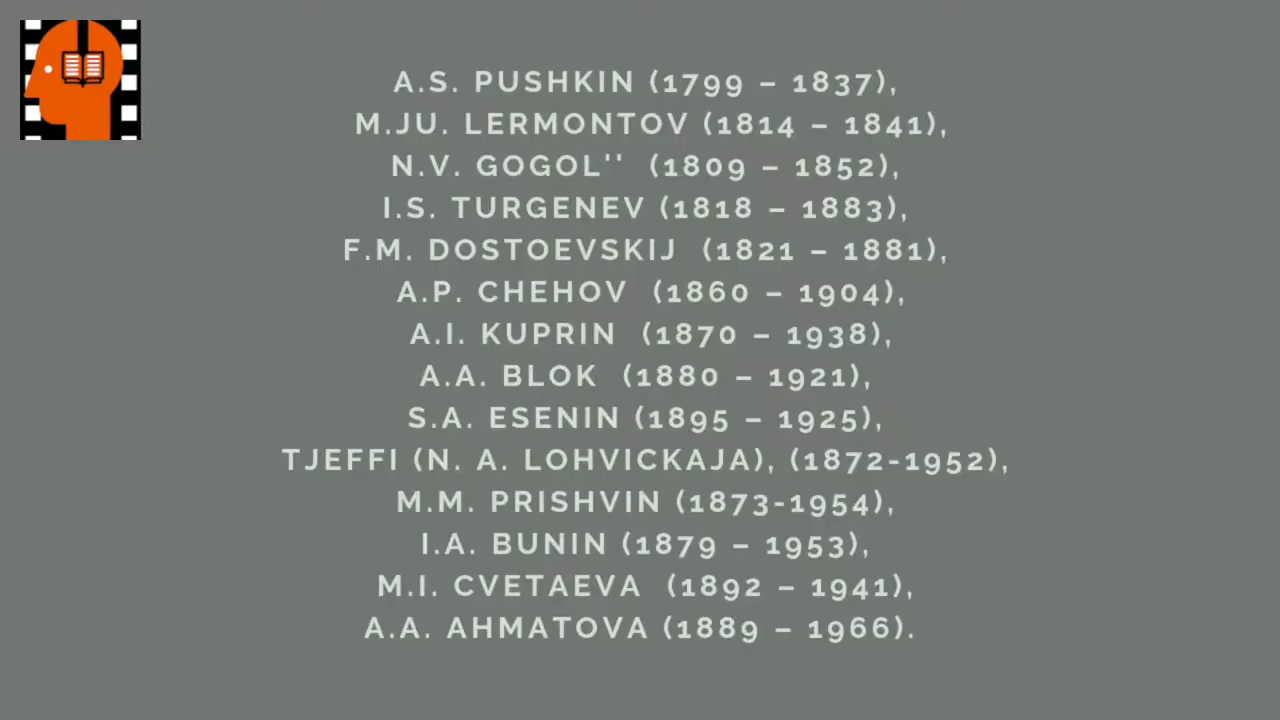 A.S. PUSHKIN (1799 – 1837),
M.JU. LERMONTOV (1814 – 1841),
N.V. GOGOL'' (1809 – 1852),
I.S. TURGENEV (1818 – 1883),
F.M. DOSTOEVSKIJ (1821 – 1881),
A.P. CHEHOV (1860 – 1904),
A.I. KUPRIN (1870 – 1938),
A.A. BLOK (1880 – 1921),
S.A. ESENIN (1895 – 1925),
TJEFFI (N. A. LOHVICKAJA), (1872-1952),
M.M. PRISHVIN (1873-1954),
I.A. BUNIN (1879 – 1953),
M.I. CVETAEVA (1892 – 1941),
A.A. AHMATOVA (1889 – 1966).